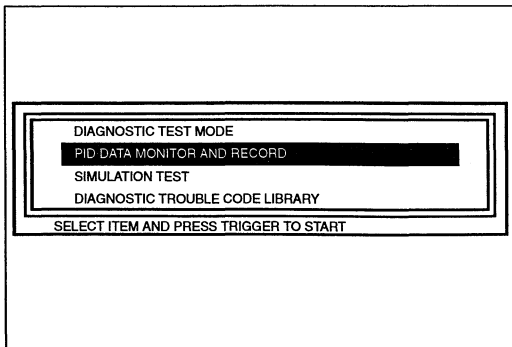 DIAGNOSTIC TEST MODE
PID DATA MONITOR AND RECORD
SIMULATION TEST
DIAGNOSTIC TROUBLE CODE LIBRARY
SELECT ITEM AND PRESS TRIGGER TO START